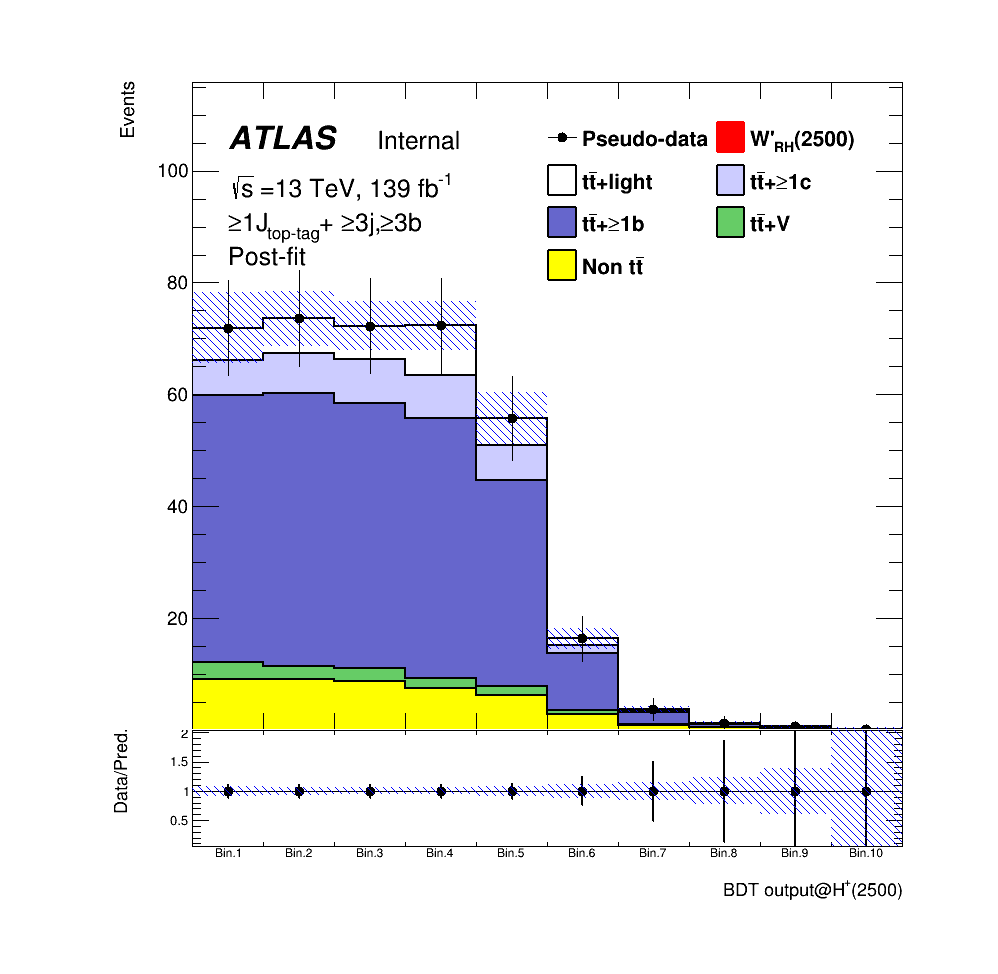 Events
ATLAS Internal
√s =13 TeV, 139 fb⁻¹
≥1J_top-tag+ ≥3j,≥3b
Post-fit
Pseudo-data
W'_RH(2500)
tt̄+light
tt̄+≥1c
tt̄+≥1b
tt̄+V
Non tt̄
100
80
60
40
20
Data/Pred.
2
1.5
1
0.5
Bin.1 Bin.2 Bin.3 Bin.4 Bin.5 Bin.6 Bin.7 Bin.8 Bin.9 Bin.10
BDT output@H⁺(2500)